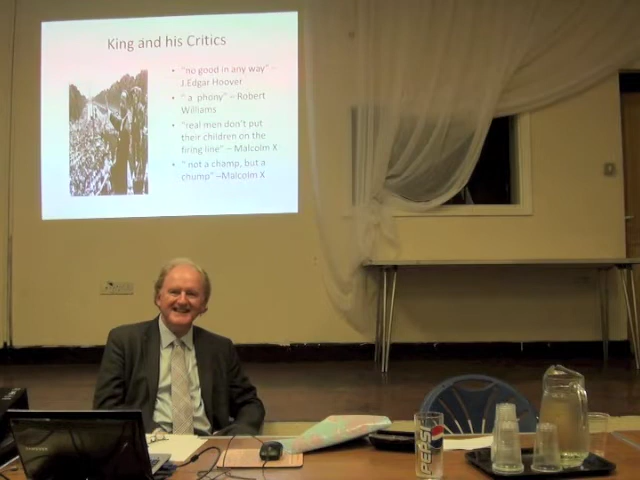 King and his Critics
• "no good in any way" –
J.Edgar Hoover
• " a phony" – Robert
Williams
• "real men don't put
their children on the
firing line" – Malcolm X
• " not a champ, but a
chump" –Malcolm X
SAMSUNG
PEPSI